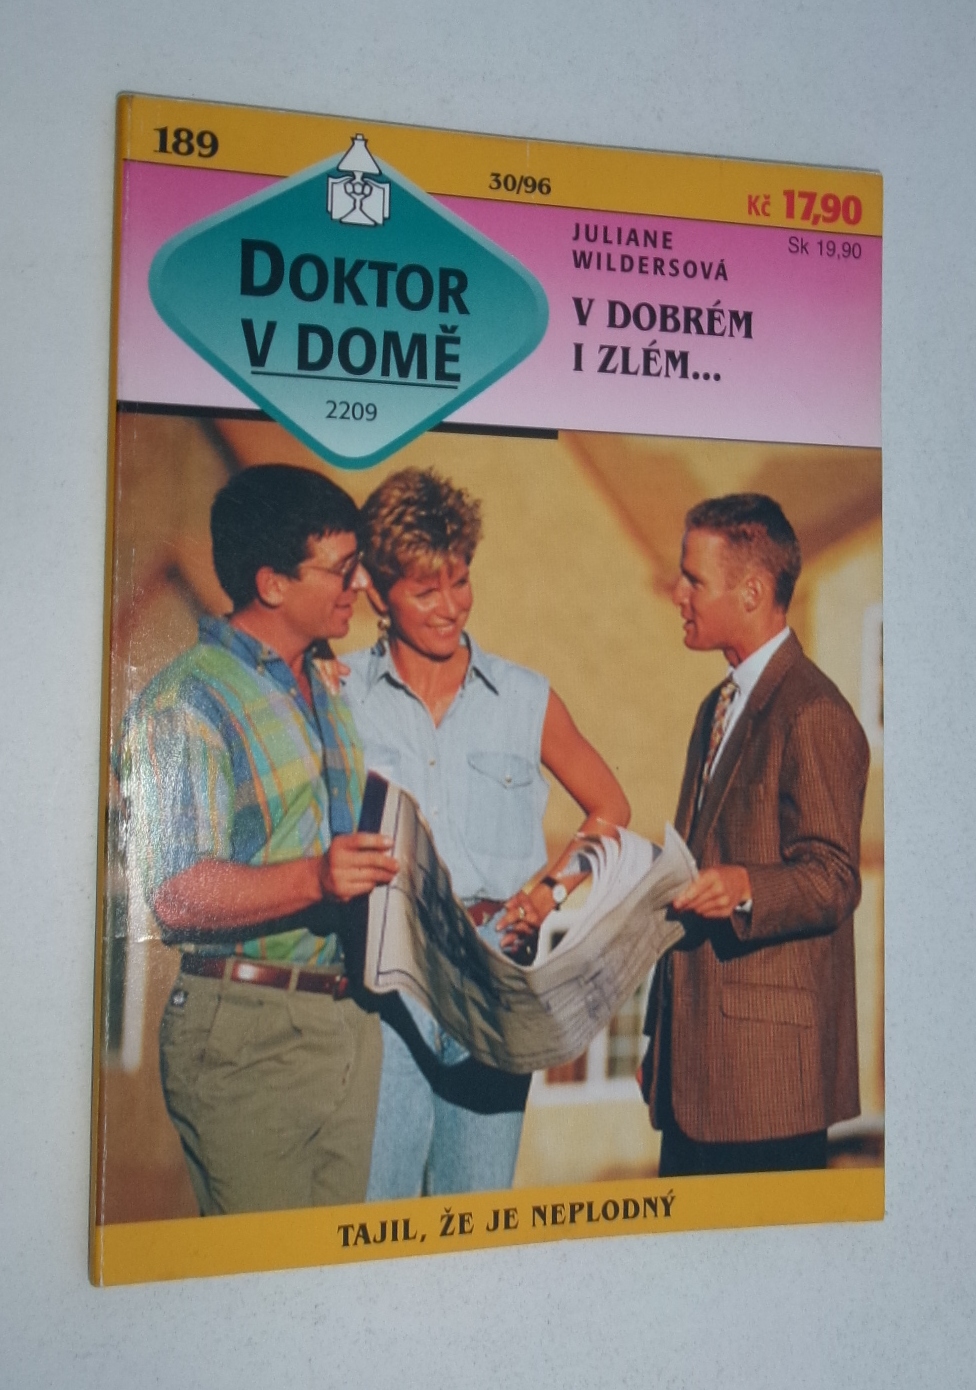 189
30/96
Kč 17,90
Sk 19,90
DOKTOR
V DOMĚ
2209
JULIANE
WILDERSOVÁ
V DOBRÉM
I ZLÉM...
TAJIL, ŽE JE NEPLODNÝ